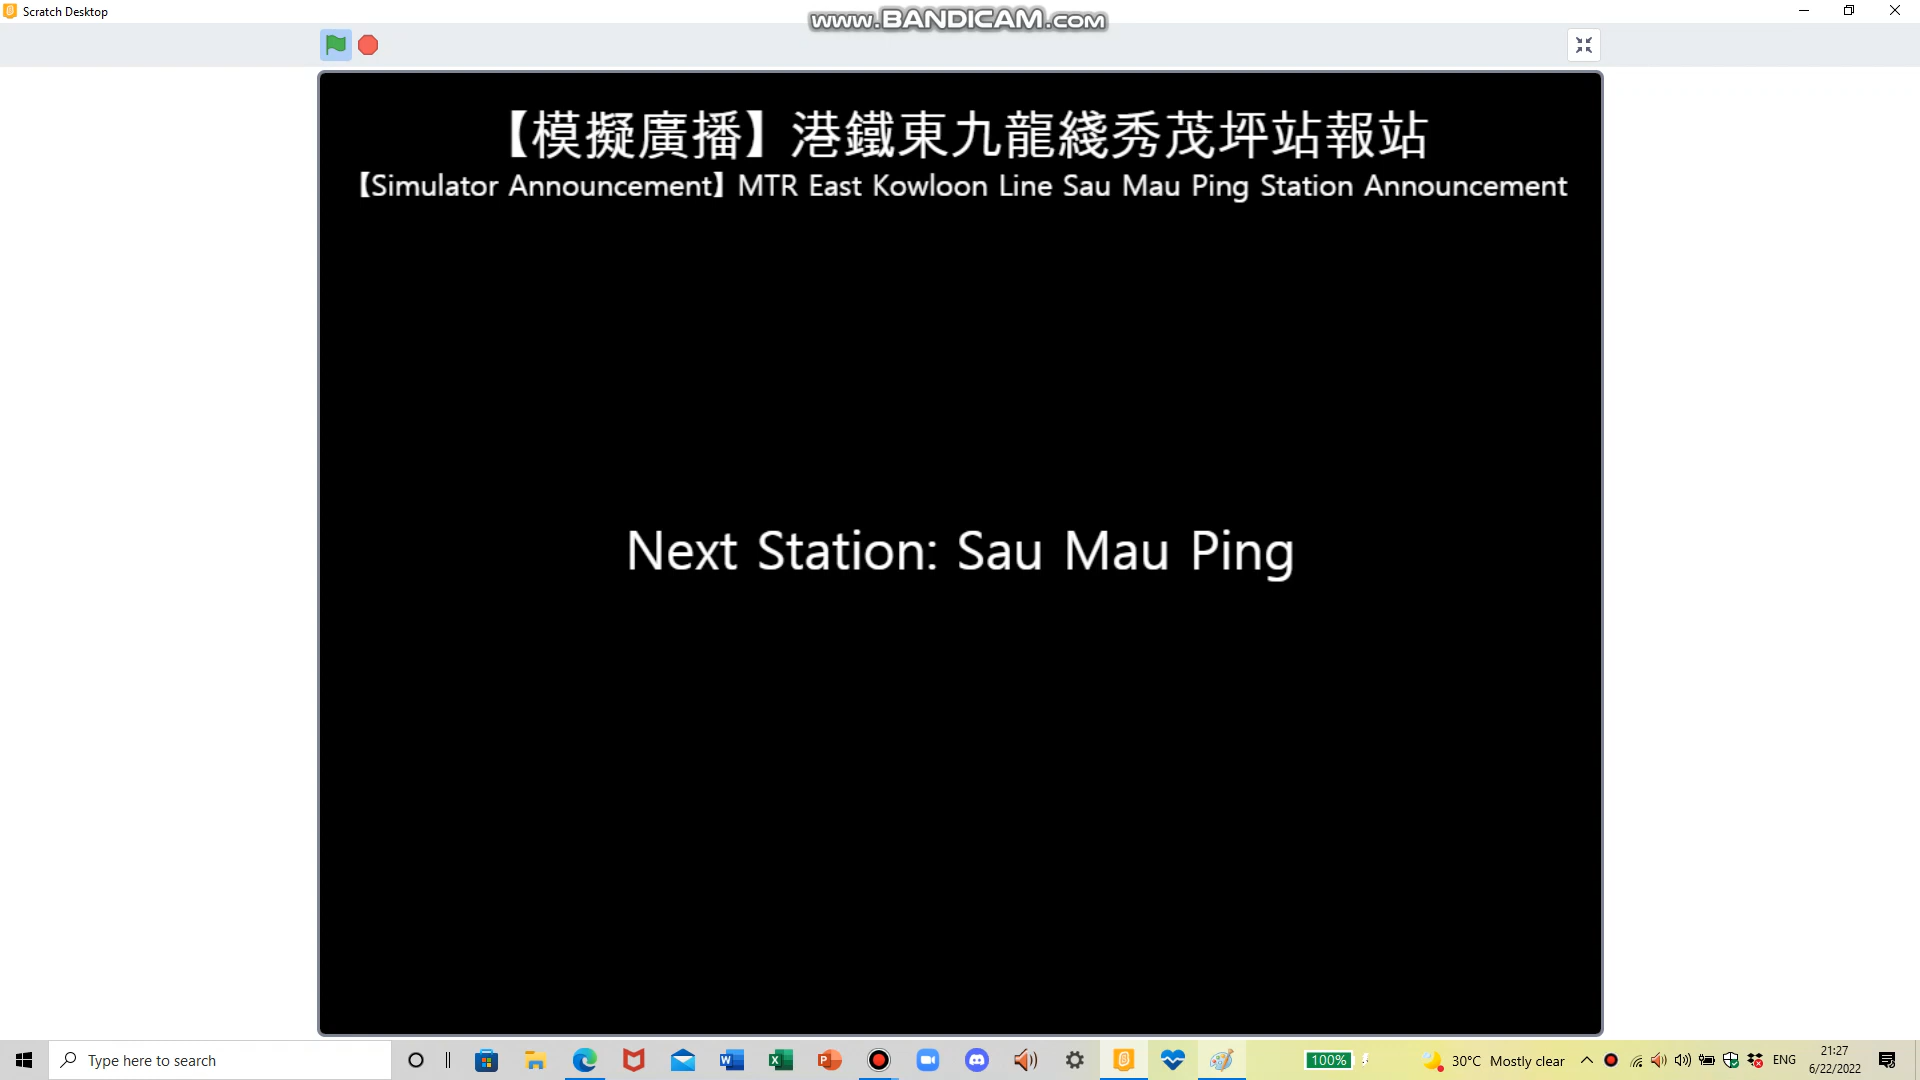 Scratch Desktop
www.BANDICAM.com
【模擬廣播】港鐵東九龍綫秀茂坪站報站
【Simulator Announcement】MTR East Kowloon Line Sau Mau Ping Station Announcement
Next Station: Sau Mau Ping
Type here to search
100%
30°C Mostly clear
ENG
21:27
6/22/2022